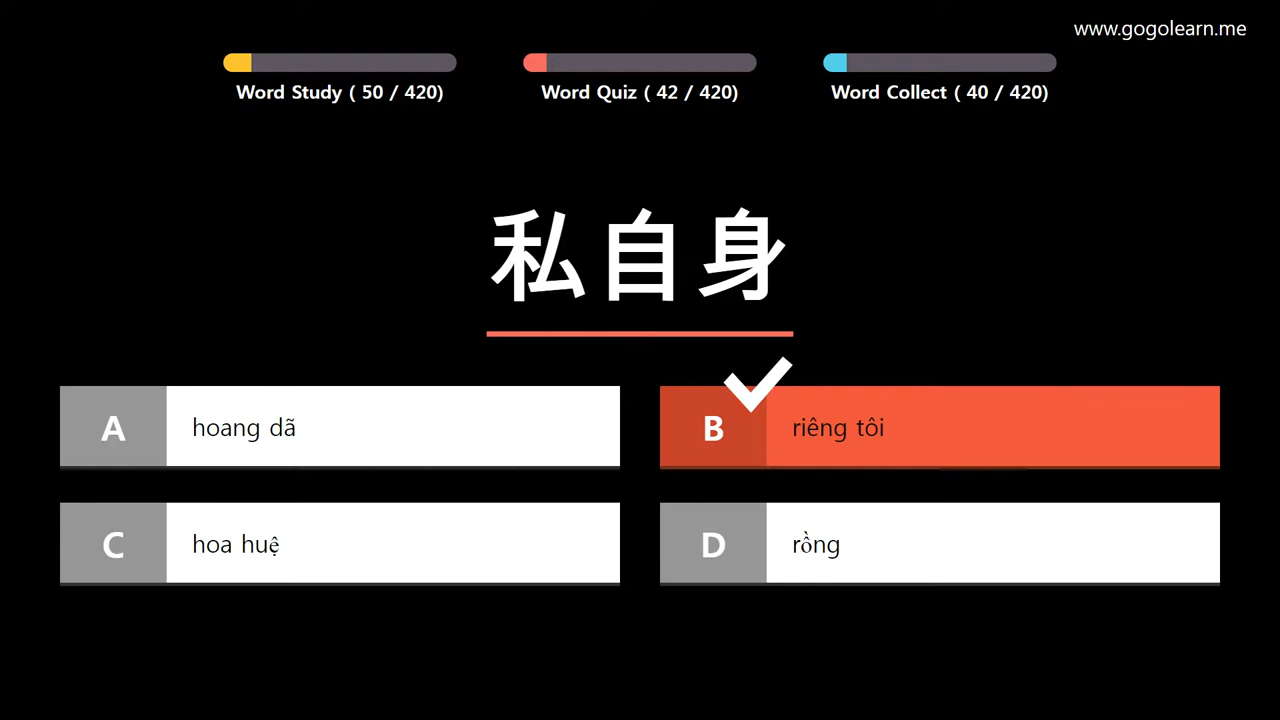 www.gogolearn.me
Word Study ( 50 / 420)
Word Quiz ( 42 / 420)
Word Collect ( 40 / 420)
私自身
A hoang dã
B riêng tôi
C hoa huệ
D rồng